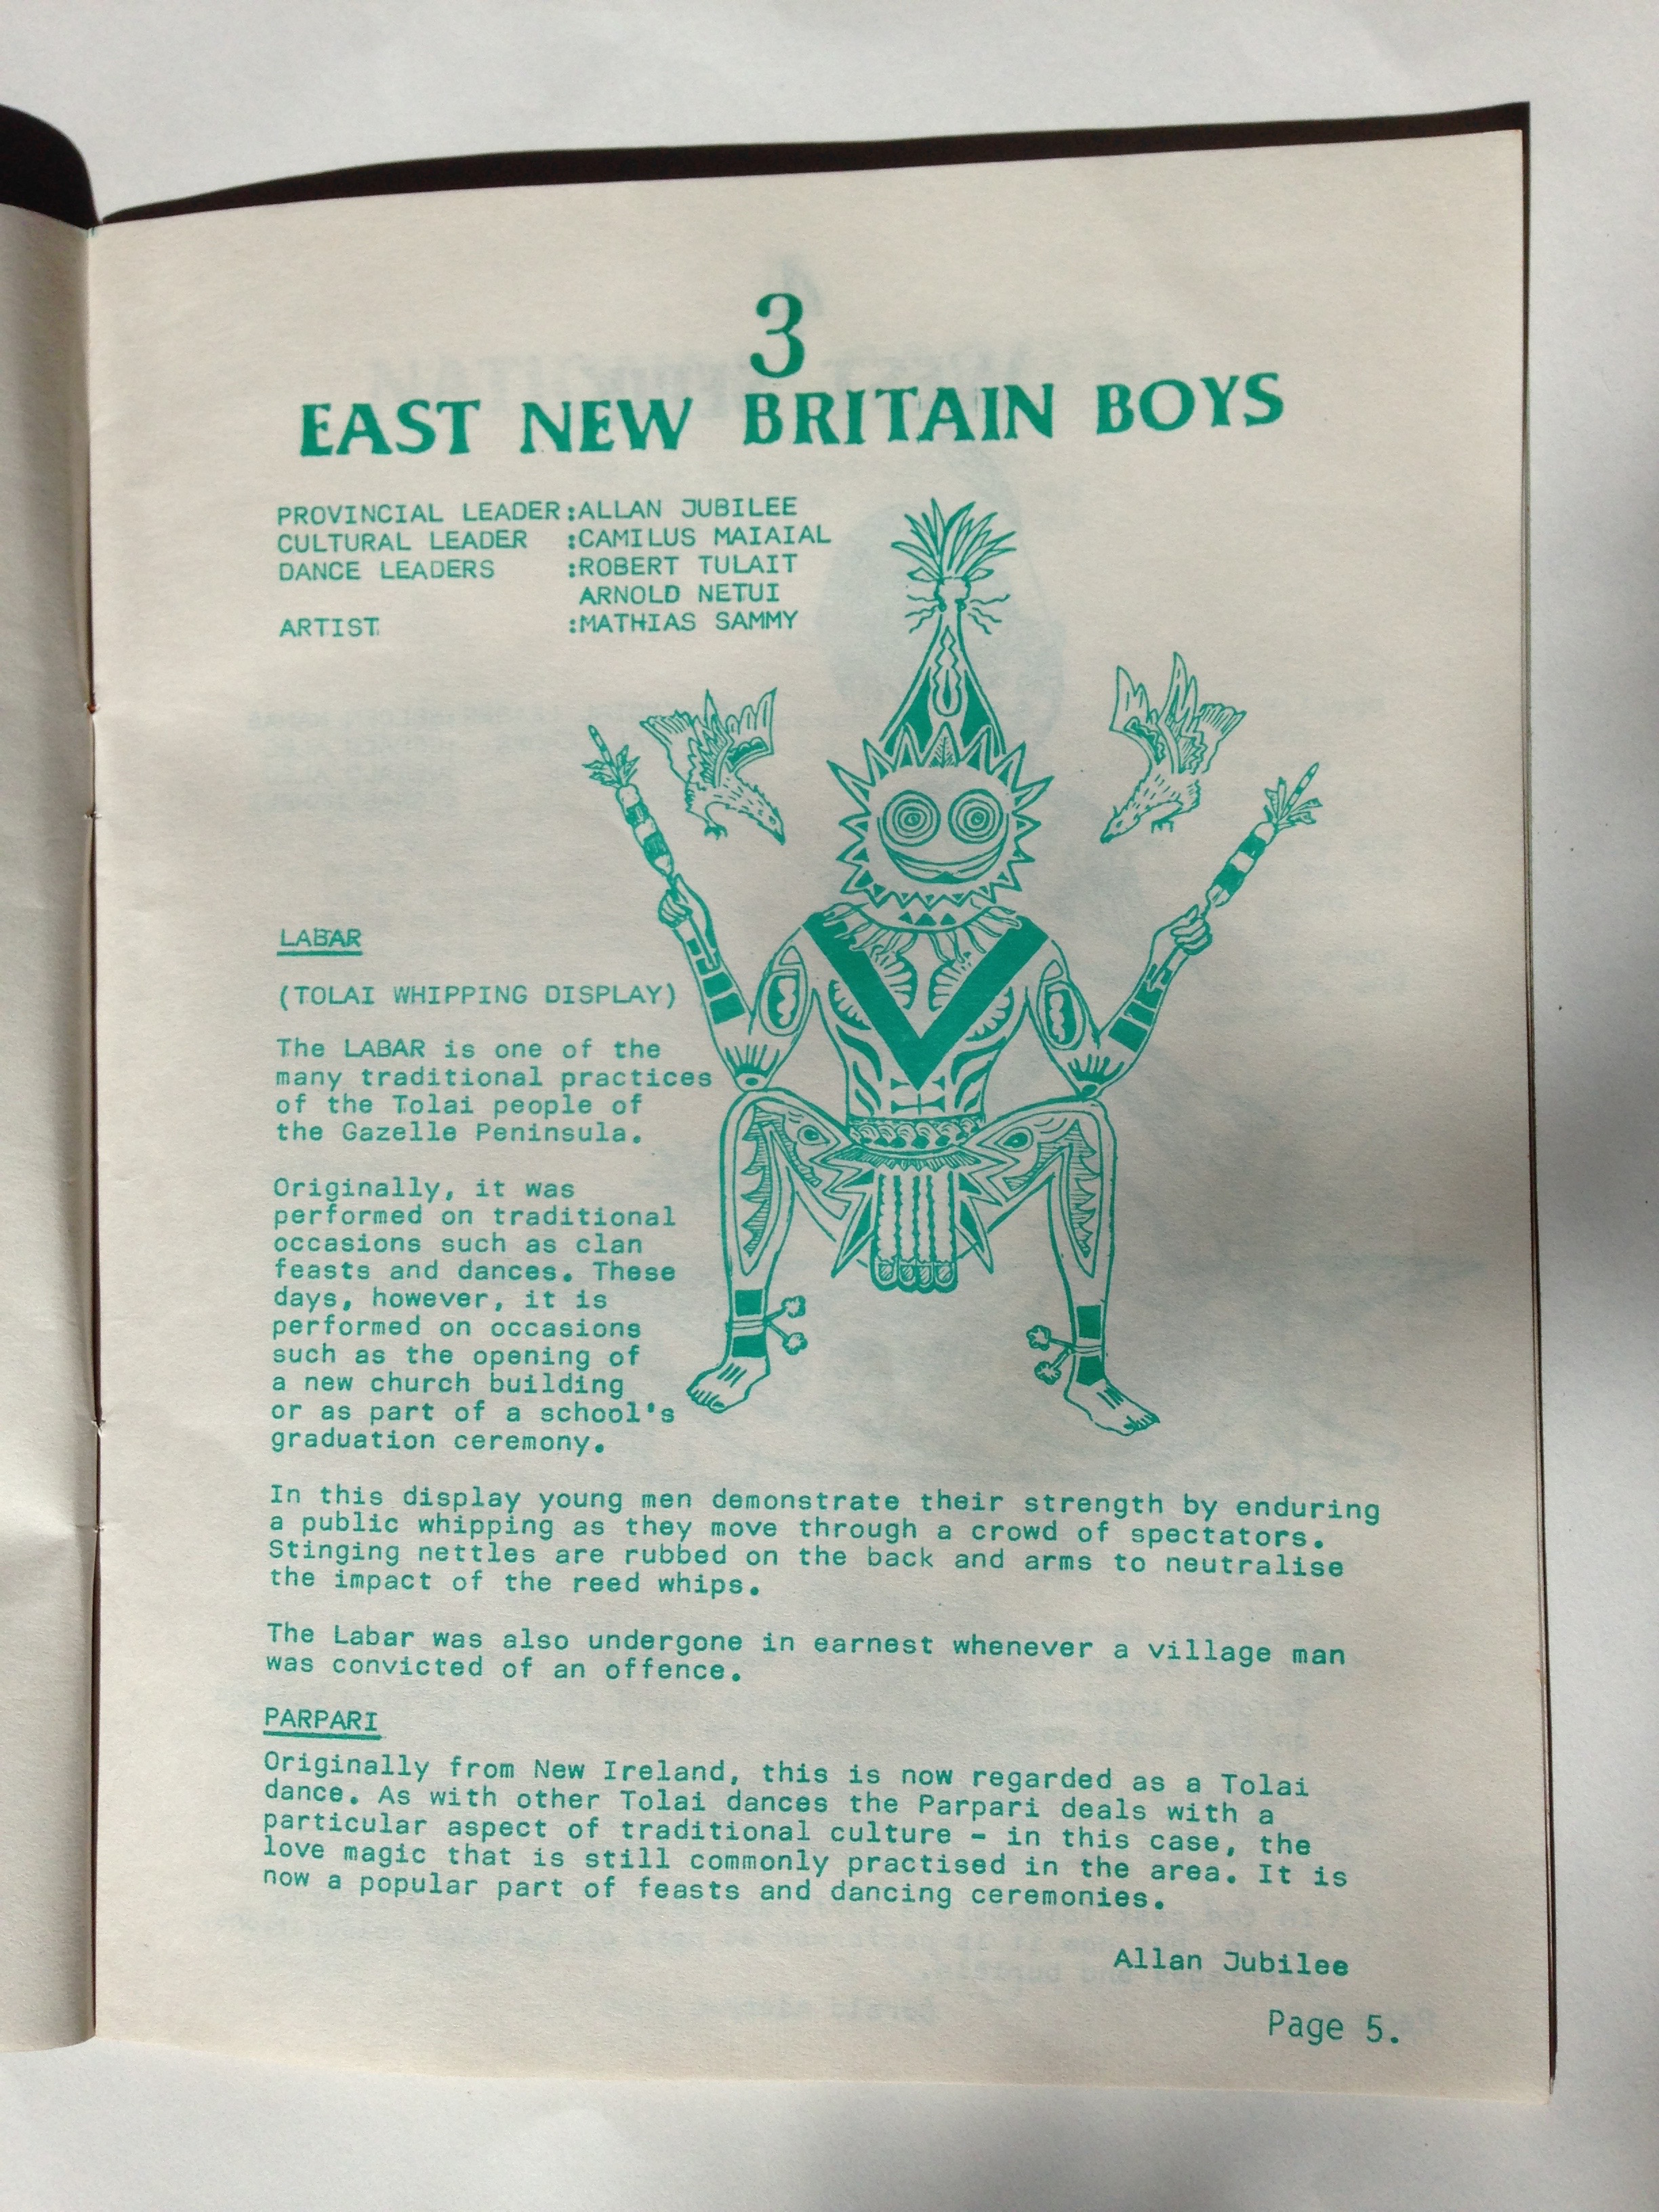 3
EAST NEW BRITAIN BOYS
PROVINCIAL LEADER:ALLAN JUBILEE
CULTURAL LEADER :CAMILUS MAIAIAL
DANCE LEADERS :ROBERT TULAIT
ARNOLD NETUI
ARTIST :MATHIAS SAMMY
LABAR
(TOLAI WHIPPING DISPLAY)
The LABAR is one of the
many traditional practices
of the Tolai people of
the Gazelle Peninsula.
Originally, it was
performed on traditional
occasions such as clan
feasts and dances. These
days, however, it is
performed on occasions
such as the opening of
a new church building
or as part of a school's
graduation ceremony.
In this display young men demonstrate their strength by enduring
a public whipping as they move through a crowd of spectators.
Stinging nettles are rubbed on the back and arms to neutralise
the impact of the reed whips.
The Labar was also undergone in earnest whenever a village man
was convicted of an offence.
PARPARI
Originally from New Ireland, this is now regarded as a Tolai
dance. As with other Tolai dances the Parpari deals with a
particular aspect of traditional culture - in this case, the
love magic that is still commonly practised in the area. It is
now a popular part of feasts and dancing ceremonies.
Allan Jubilee
Page 5.